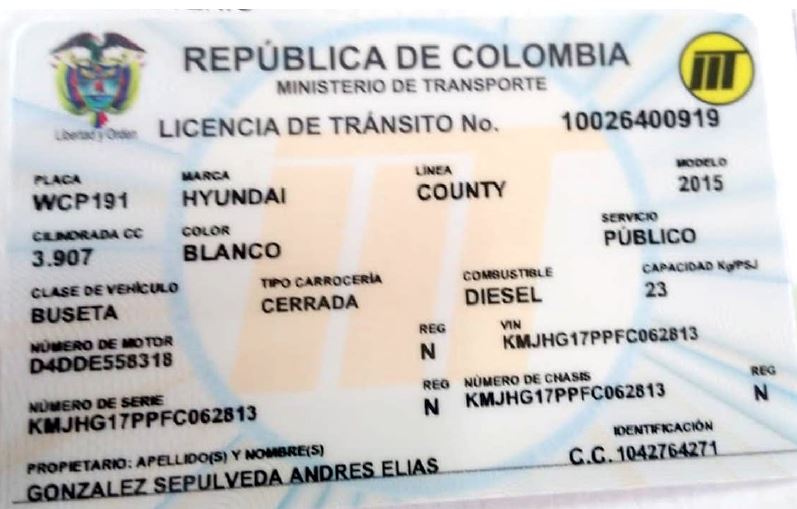 REPÚBLICA DE COLOMBIA
MINISTERIO DE TRANSPORTE
Libertad y Orden
LICENCIA DE TRÁNSITO No. 10026400919
PLACA MARCA LINEA MODELO
WCP191 HYUNDAI COUNTY 2015
CILINDRADA CC COLOR SERVICIO
3.907 BLANCO PÚBLICO
CLASE DE VEHÍCULO TIPO CARROCERÍA COMBUSTIBLE CAPACIDAD Kg/PSJ
BUSETA CERRADA DIESEL 23
NÚMERO DE MOTOR REG VIN
D4DDE558318 N KMJHG17PPFC062813
NÚMERO DE SERIE REG NÚMERO DE CHASIS REG
KMJHG17PPFC062813 N KMJHG17PPFC062813 N
PROPIETARIO: APELLIDO(S) Y NOMBRE(S) IDENTIFICACIÓN
GONZALEZ SEPULVEDA ANDRES ELIAS C.C. 1042764271